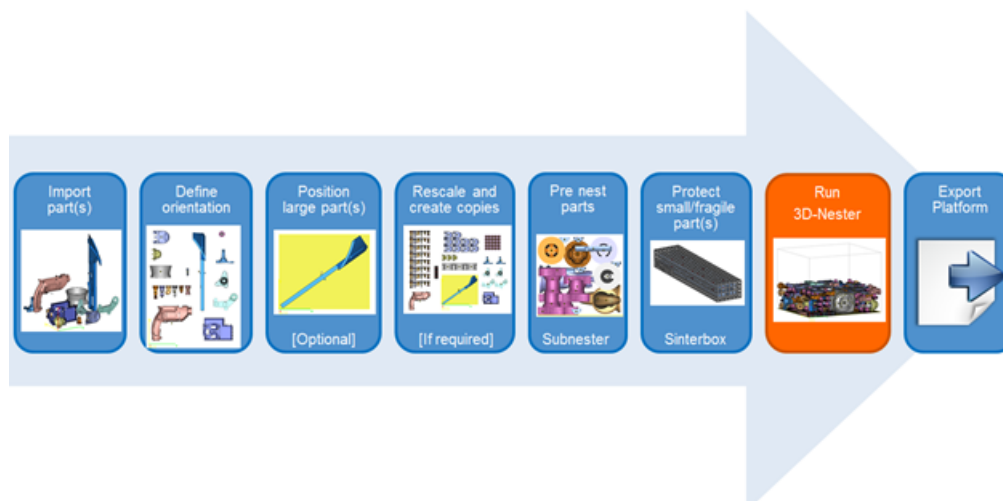 Import
part(s)
Define
orientation
Position
large part(s)
[Optional]
Rescale and
create copies
[If required]
Pre nest
parts
Subnester
Protect
small/fragile
part(s)
Sinterbox
Run
3D-Nester
Export
Platform